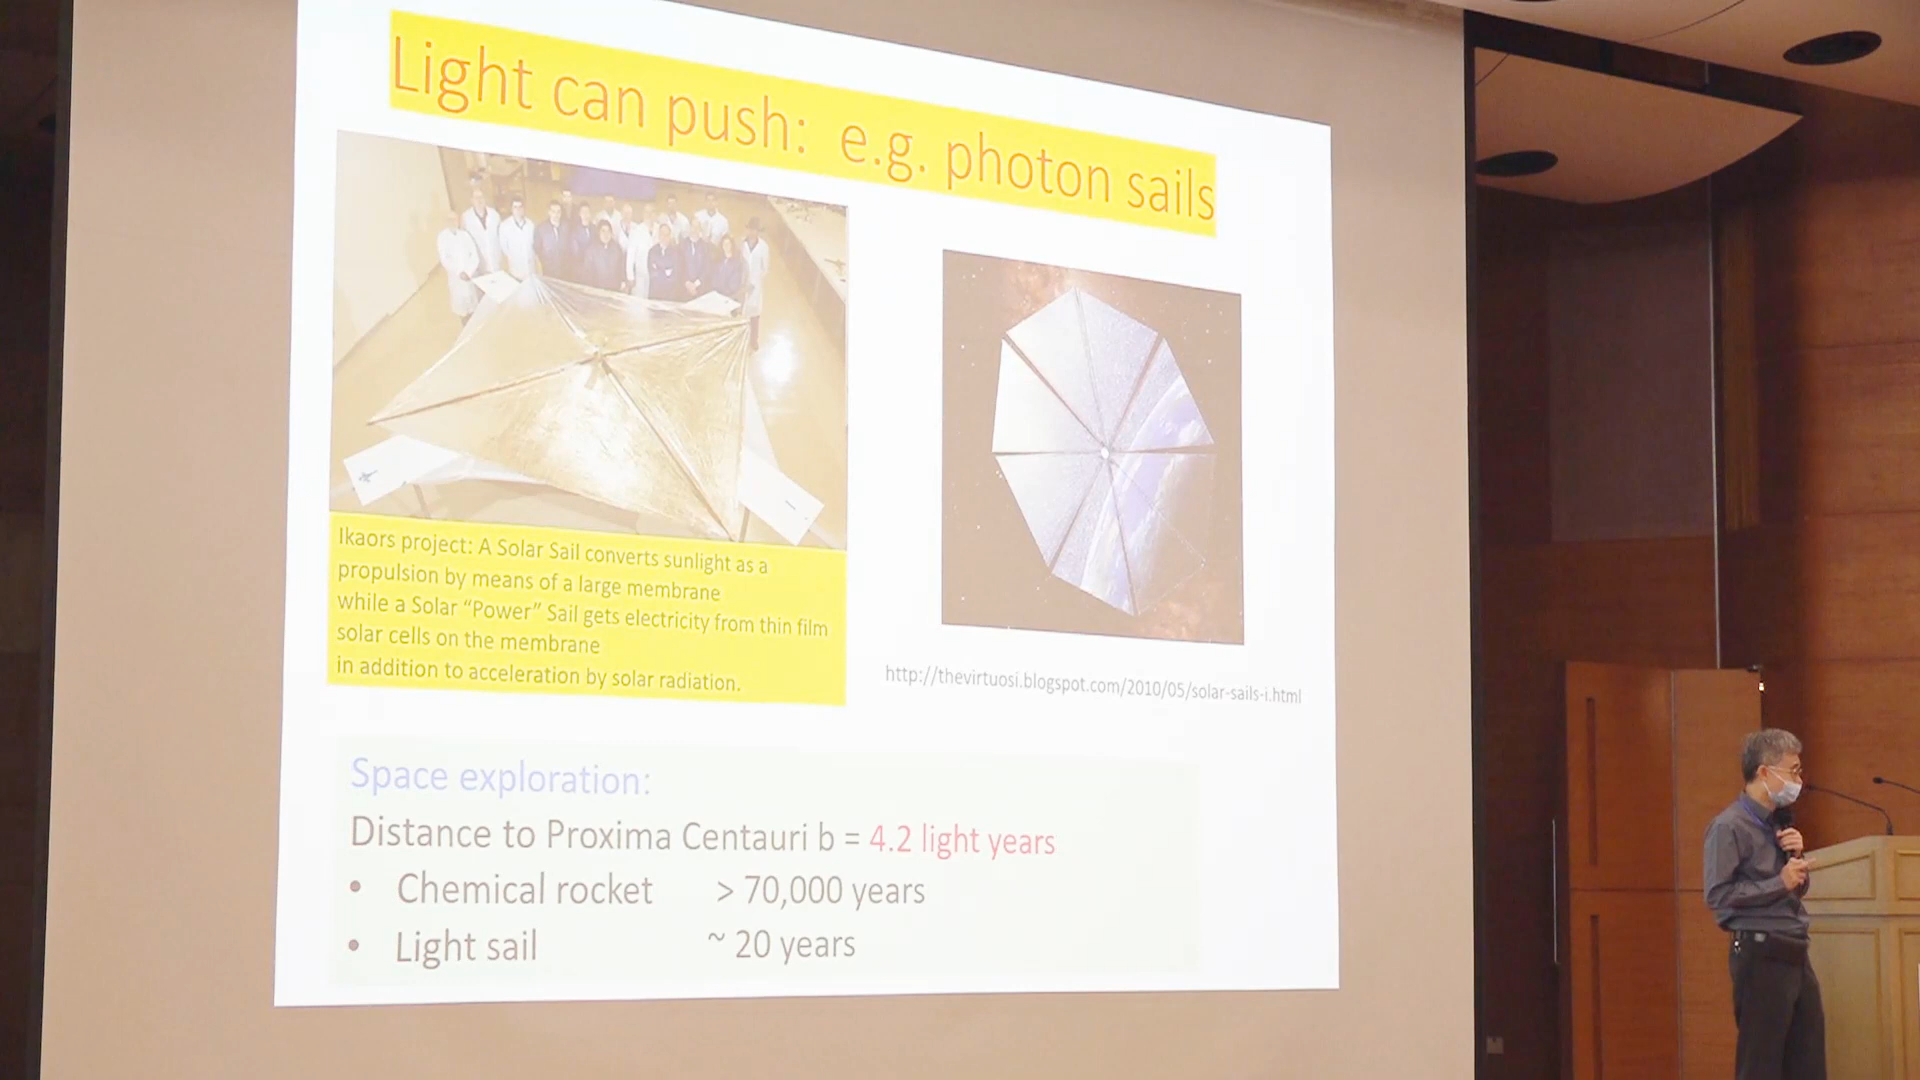 Light can push:  e.g. photon sails
Ikaors project: A Solar Sail converts sunlight as a
propulsion by means of a large membrane
while a Solar “Power” Sail gets electricity from thin film
solar cells on the membrane
in addition to acceleration by solar radiation.
http://thevirtuosi.blogspot.com/2010/05/solar-sails-i.html
Space exploration:
Distance to Proxima Centauri b = 4.2 light years
• Chemical rocket > 70,000 years
• Light sail ~ 20 years